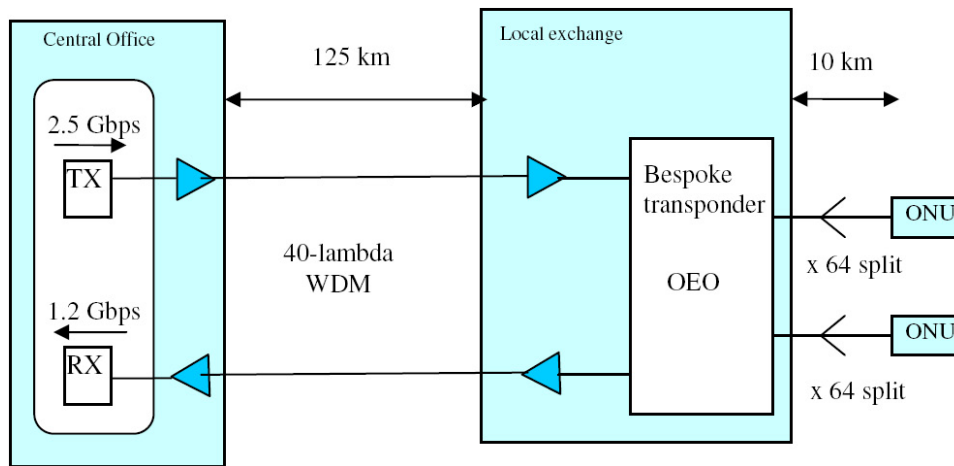 Central Office
Local exchange
125 km
10 km
2.5 Gbps
TX
Bespoke
transponder
ONU
x 64 split
40-lambda
WDM
OEO
1.2 Gbps
RX
ONU
x 64 split